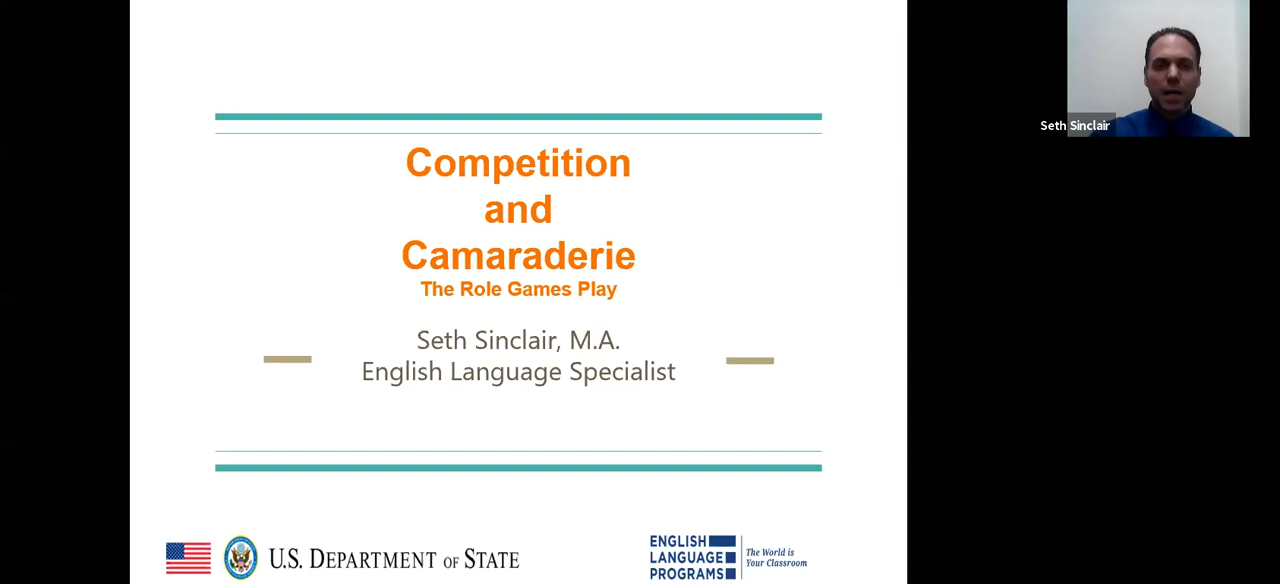 Competition
and
Camaraderie
The Role Games Play
Seth Sinclair, M.A.
English Language Specialist
U.S. DEPARTMENT OF STATE
ENGLISH
LANGUAGE
PROGRAMS
The World is
Your Classroom
Seth Sinclair